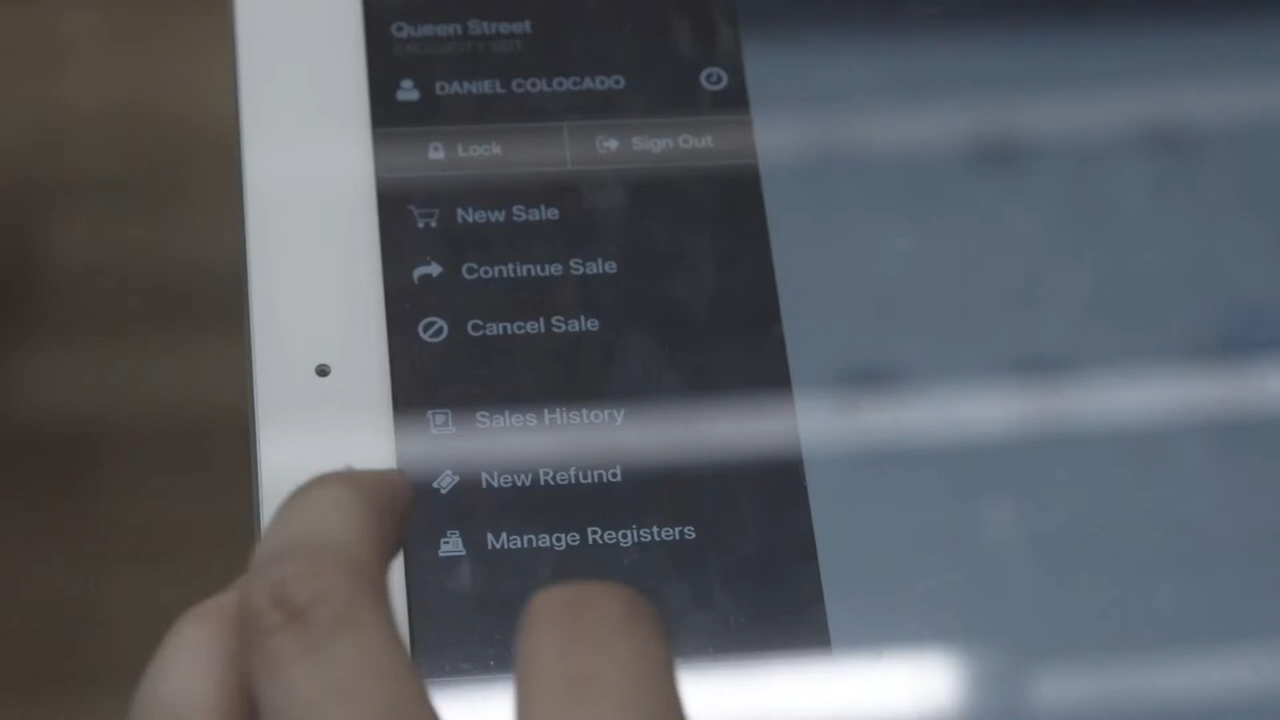 Queen Street
DANIEL COLOCADO
Lock
Sign Out
New Sale
Continue Sale
Cancel Sale
Sales History
New Refund
Manage Registers